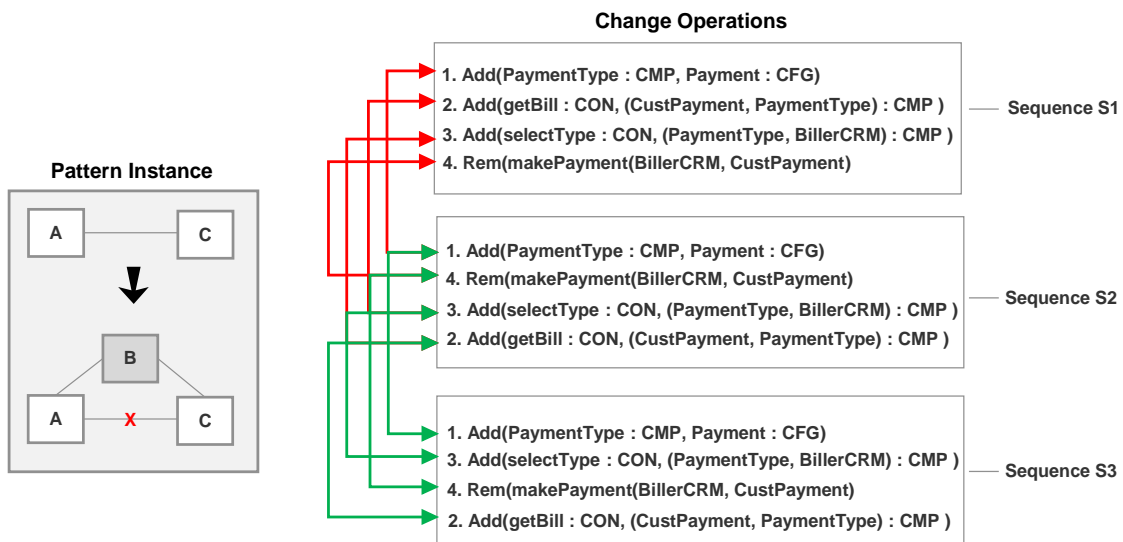 Change Operations
1. Add(PaymentType : CMP, Payment : CFG)
2. Add(getBill : CON, (CustPayment, PaymentType) : CMP )
3. Add(selectType : CON, (PaymentType, BillerCRM) : CMP )
4. Rem(makePayment(BillerCRM, CustPayment)
Sequence S1
Pattern Instance
A
C
B
A
X
C
1. Add(PaymentType : CMP, Payment : CFG)
4. Rem(makePayment(BillerCRM, CustPayment)
3. Add(selectType : CON, (PaymentType, BillerCRM) : CMP )
2. Add(getBill : CON, (CustPayment, PaymentType) : CMP )
Sequence S2
1. Add(PaymentType : CMP, Payment : CFG)
3. Add(selectType : CON, (PaymentType, BillerCRM) : CMP )
4. Rem(makePayment(BillerCRM, CustPayment)
2. Add(getBill : CON, (CustPayment, PaymentType) : CMP )
Sequence S3